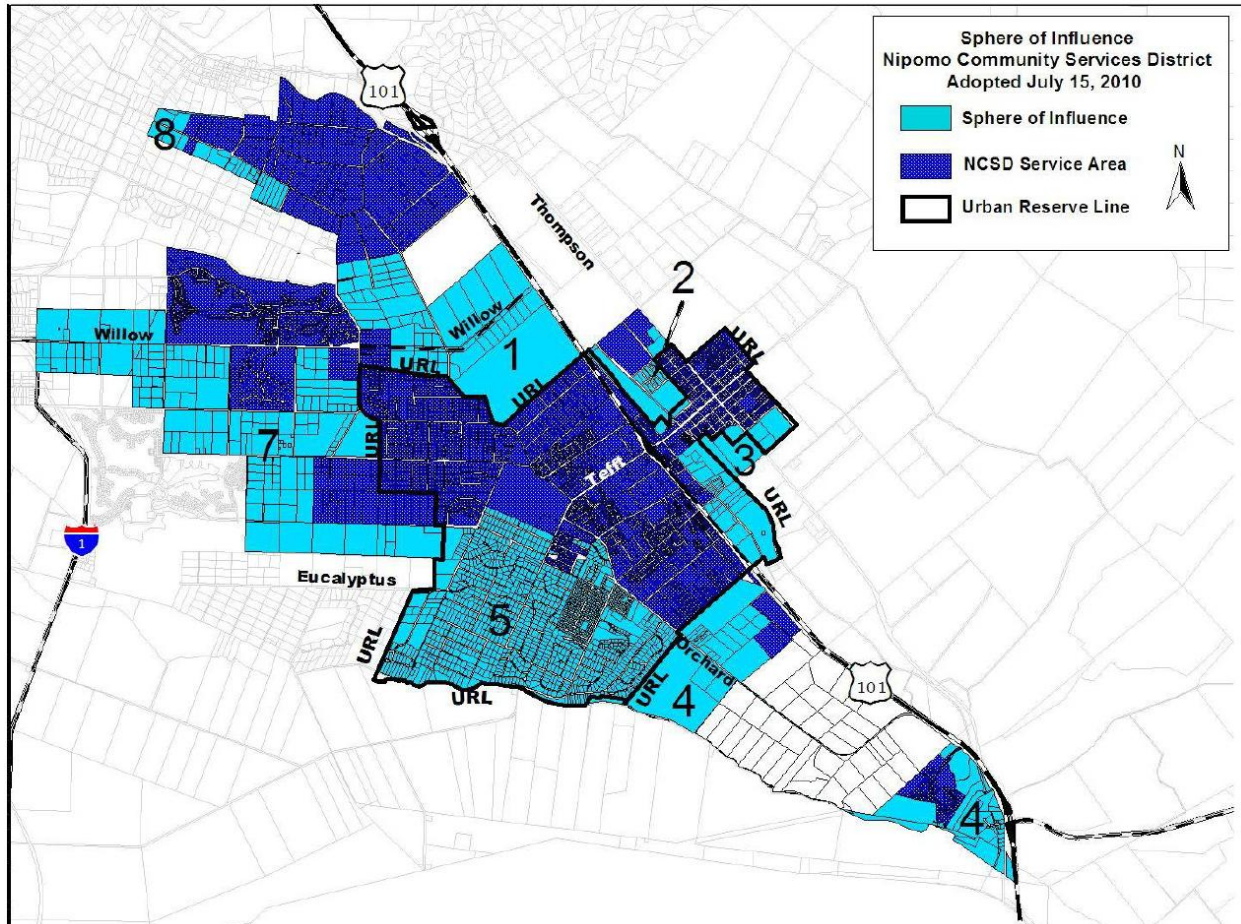 Sphere of Influence
Nipomo Community Services District
Adopted July 15, 2010
Sphere of Influence
NCSD Service Area
Urban Reserve Line
N
101
8
Thompson
2
Willow
Willow
1
URL
URL
URL
7
URL
Tefft
3
URL
1
Eucalyptus
5
URL
URL
URL
Orchard
4
101
4